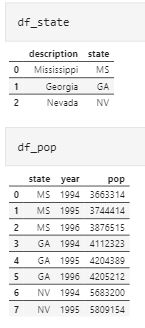 df_state
description state
0 Mississippi MS
1 Georgia GA
2 Nevada NV
df_pop
state year pop
0 MS 1994 3663314
1 MS 1995 3744414
2 MS 1996 3876515
3 GA 1994 4112323
4 GA 1995 4204389
5 GA 1996 4205212
6 NV 1994 5683200
7 NV 1995 5809154